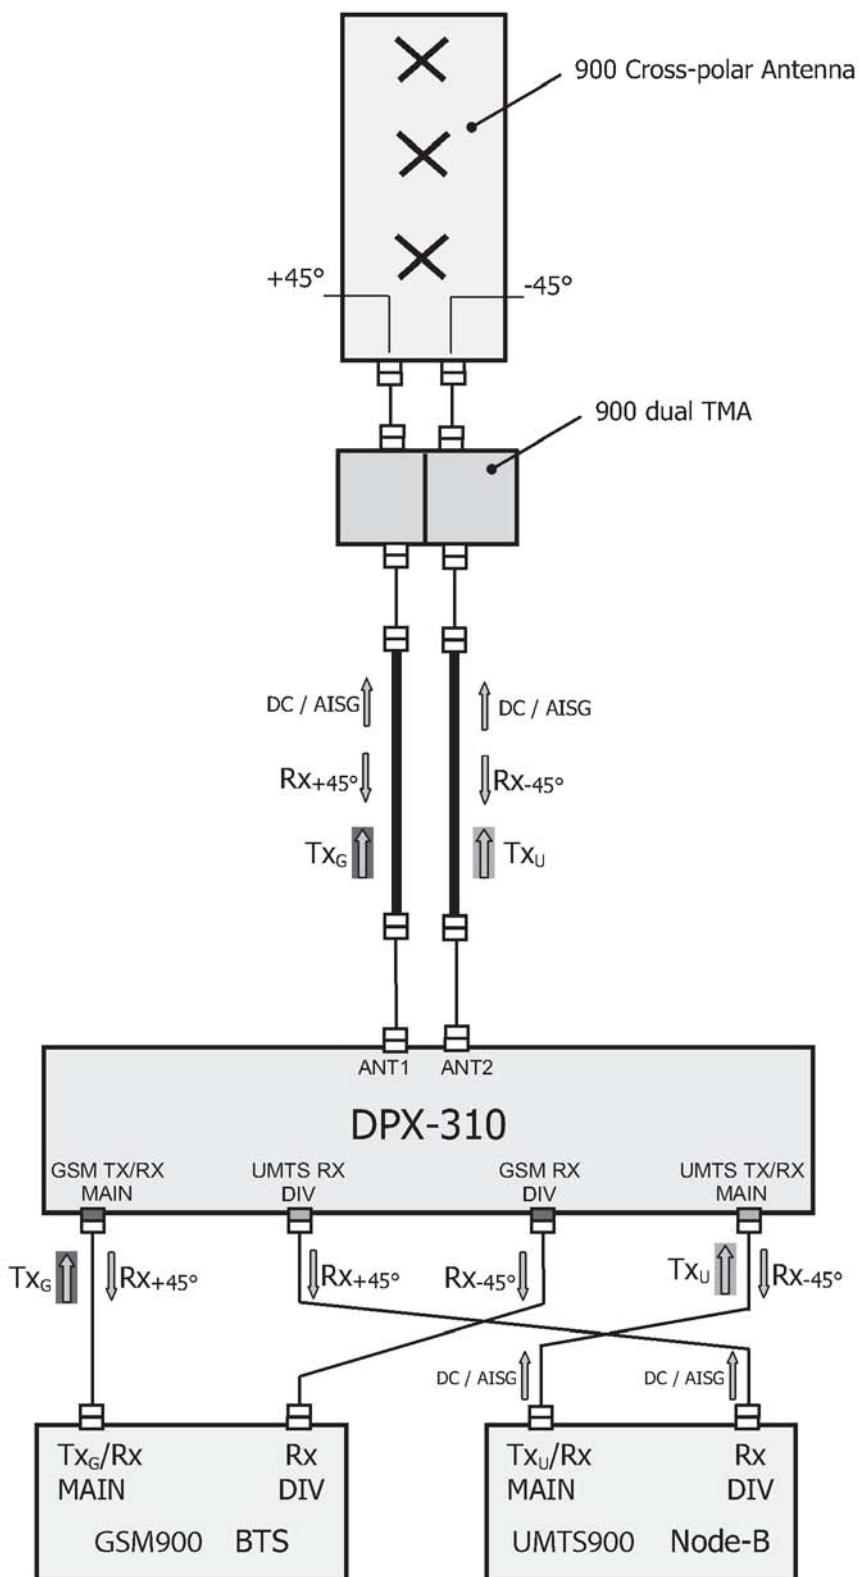 900 Cross-polar Antenna
+45°
-45°
900 dual TMA
DC / AISG
DC / AISG
Rx+45°
Rx-45°
TxG
TxU
ANT1 ANT2
DPX-310
GSM TX/RX
MAIN
UMTS RX
DIV
GSM RX
DIV
UMTS TX/RX
MAIN
TxG
Rx+45°
Rx+45°
Rx-45°
TxU
Rx-45°
DC / AISG
DC / AISG
TxG/Rx
MAIN
Rx
DIV
GSM900 BTS
TxU/Rx
MAIN
Rx
DIV
UMTS900 Node-B